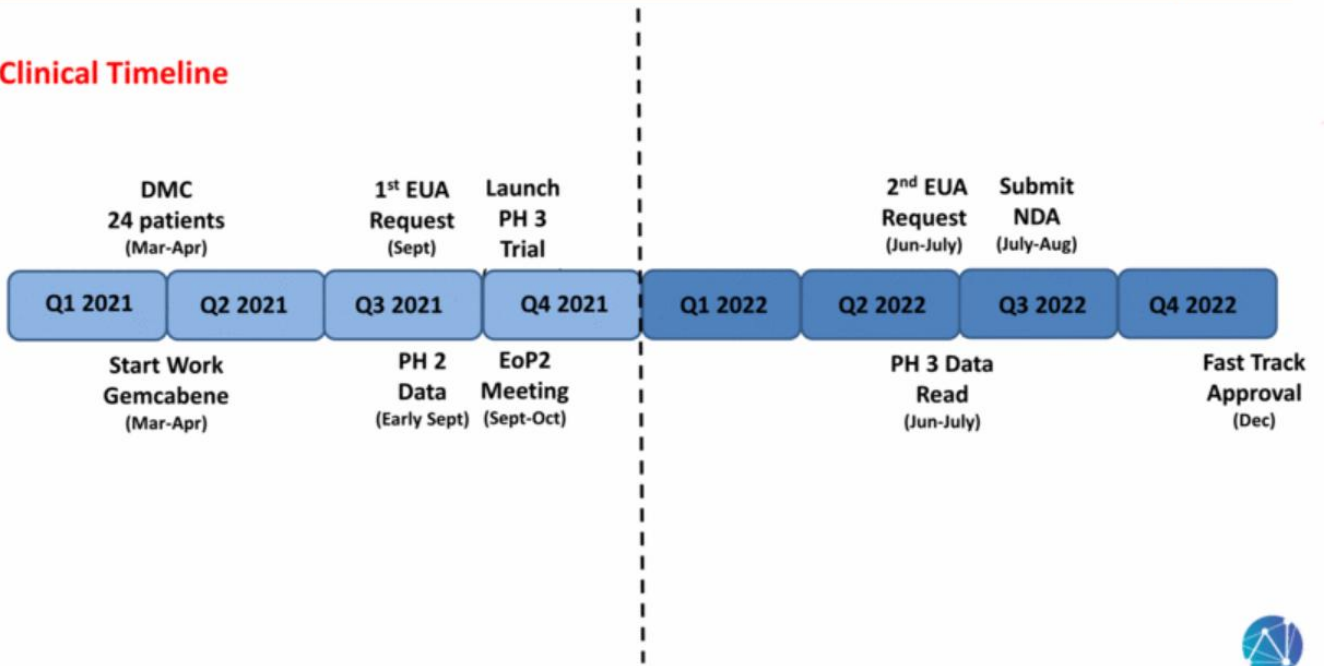 Clinical Timeline
DMC
24 patients
(Mar-Apr)
1st EUA
Request
(Sept)
Launch
PH 3
Trial
2nd EUA
Request
(Jun-July)
Submit
NDA
(July-Aug)
Q1 2021
Q2 2021
Q3 2021
Q4 2021
Q1 2022
Q2 2022
Q3 2022
Q4 2022
Start Work
Gemcabene
(Mar-Apr)
PH 2
Data
(Early Sept)
EoP2
Meeting
(Sept-Oct)
PH 3 Data
Read
(Jun-July)
Fast Track
Approval
(Dec)